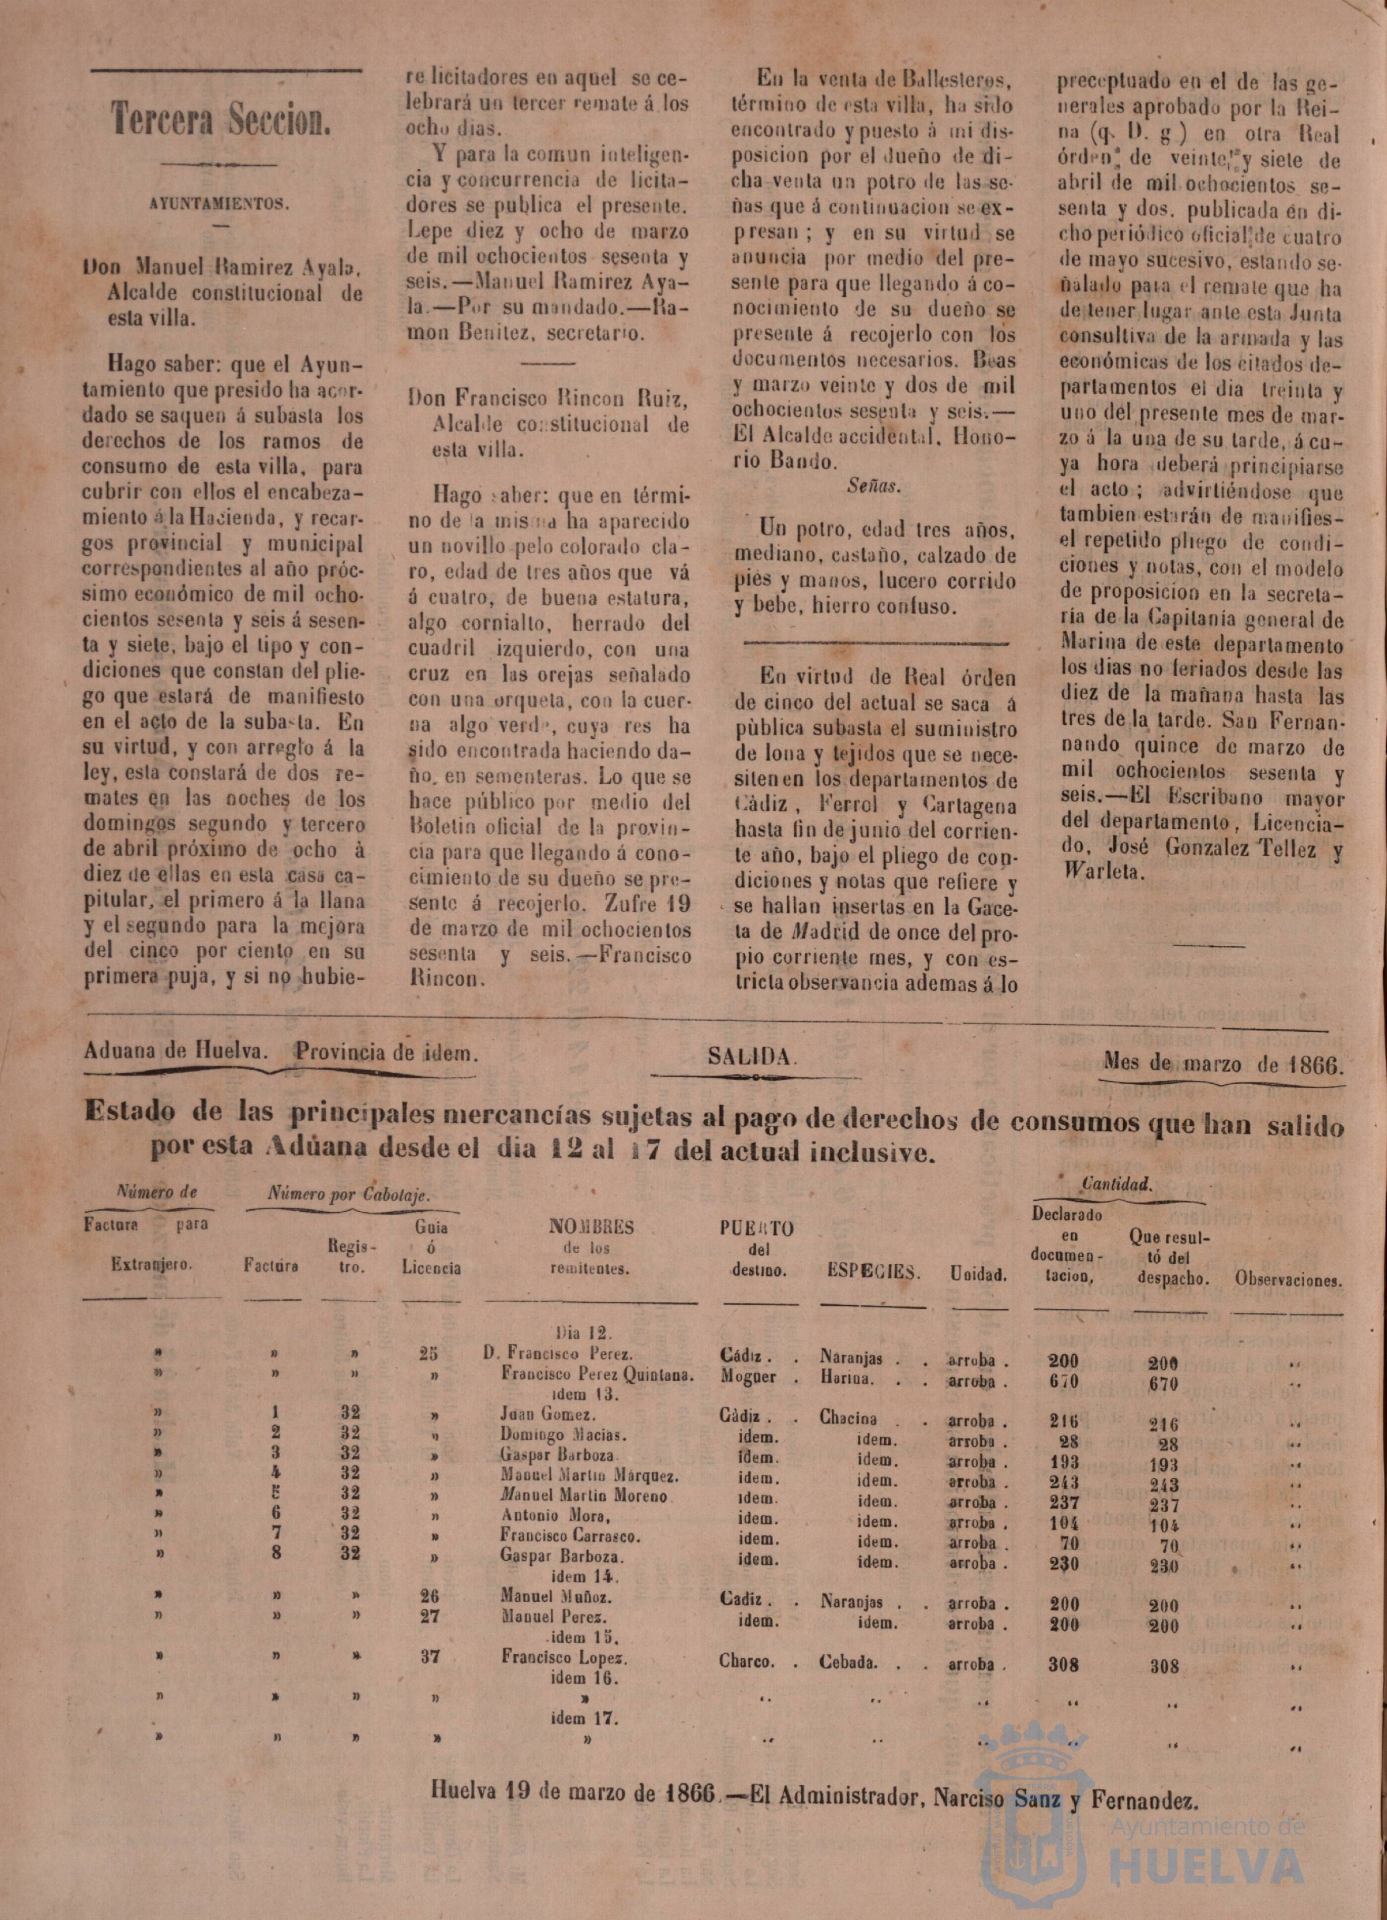 Tercera Seccion.
AYUNTAMIENTOS.
Don Manuel Ramirez Ayala,
Alcalde constitucional de
esta villa.
Hago saber: que el Ayun-
tamiento que presido ha acor-
dado se saquen á subasta los
derechos de los ramos de
consumo de esta villa, para
cubrir con ellos el encabeza-
miento á la Hacienda, y recar-
gos provincial y municipal
correspondientes al año próc-
simo económico de mil ocho-
cientos sesenta y seis á sesen-
ta y siete, bajo el tipo y con-
diciones que constan del plie-
go que estará de manifiesto
en el acto de la subasta. En
su virtud, y con arreglo á la
ley, esta constará de dos re-
mates en las noches de los
domingos segundo y tercero
de abril próximo de ocho à
diez de ellas en esta casa ca-
pitular, el primero á la llana
y el segundo para la mejora
del cinco por ciento en su
primera puja, y si no hubie-
re licitadores en aquel se ce-
lebrará un tercer remate á los
ocho dias.
Y para la comun inteligen-
cia y concurrencia de licita-
dores se publica el presente.
Lepe diez y ocho de marzo
de mil ochocientos sesenta y
seis.—Manuel Ramirez Aya-
la.—Por su mandado.—Ra-
mon Benitez, secretario.
Don Francisco Rincon Ruiz,
Alcalde constitucional de
esta villa.
Hago saber: que en térmi-
no de la misma ha aparecido
un novillo pelo colorado cla-
ro, edad de tres años que vá
á cuatro, de buena estatura,
algo cornialto, herrado del
cuadril izquierdo, con una
cruz en las orejas señalado
con una orqueta, con la cuer-
na algo verde, cuya res ha
sido encontrada haciendo da-
ño, en sementeras. Lo que se
hace público por medio del
Boletin oficial de la provin-
cia para que llegando á cono-
cimiento de su dueño se pre-
sente á recojerlo. Zufre 19
de marzo de mil ochocientos
sesenta y seis.—Francisco
Rincon.
En la venta de Ballesteros,
término de esta villa, ha sido
encontrado y puesto á mi dis-
posicion por el dueño de di-
cha venta un potro de las se-
ñas que á continuacion se ex-
presan; y en su virtud se
anuncia por medio del pre-
sente para que llegando á co-
nocimiento de su dueño se
presente á recojerlo con los
documentos necesarios. Beas
y marzo veinte y dos de mil
ochocientos sesenta y seis.—
El Alcalde accidental, Hono-
rio Bando.
Señas.
Un potro, edad tres años,
mediano, castaño, calzado de
piés y manos, lucero corrido
y bebe, hierro confuso.
En virtud de Real órden
de cinco del actual se saca á
pùblica subasta el suministro
de lona y tejidos que se nece-
siten en los departamentos de
Càdiz, Ferrol y Cartagena
hasta fin de junio del corrien-
te año, bajo el pliego de con-
diciones y notas que refiere y
se hallan insertas en la Gace-
ta de Madrid de once del pro-
pio corriente mes, y con es-
tricta observancia ademas á lo
preceptuado en el de las ge-
nerales aprobado por la Rei-
na (q. D. g ) en otra Real
órden de veinte y siete de
abril de mil ochocientos se-
senta y dos, publicada en di-
cho periódico oficial de cuatro
de mayo sucesivo, estando se-
ñalado para el remate que ha
de tener lugar ante esta Junta
consultiva de la armada y las
económicas de los citados de-
partamentos el dia treinta y
uno del presente mes de mar-
zo á la una de su tarde, á cu-
ya hora deberá principiarse
el acto; advirtiéndose que
tambien estarán de manifies-
el repetido pliego de condi-
ciones y notas, con el modelo
de proposicion en la secreta-
ría de la Capitanía general de
Marina de este departamento
los dias no feriados desde las
diez de la mañana hasta las
tres de la tarde. San Fernan-
nando quince de marzo de
mil ochocientos sesenta y
seis.—El Escribano mayor
del departamento, Licencia-
do, José Gonzalez Tellez y
Warleta.
Aduana de Huelva. Provincia de idem. SALIDA. Mes de marzo de 1866.
Estado de las principales mercancías sujetas al pago de derechos de consumos que han salido
por esta Adúana desde el dia 12 al 17 del actual inclusive.
Número de Número por Cabotaje. Cantidad.
Factura para Extranjero. Factura Regis-tro. Guia ó Licencia NOMBRES de los remitentes. PUERTO del destino. ESPECIES. Unidad. Declarado en documen-tacion, Que resul-tó del despacho. Observaciones.
Dia 12.
» » » 25 D. Francisco Perez. Cádiz . . Naranjas . . arroba . 200 200 ..
» » » » Francisco Perez Quintana. Moguer . Harina. . . arroba . 670 670 ..
idem 13.
» 1 32 » Juan Gomez. Càdiz . . Chacina . . arroba . 216 216 ..
» 2 32 » Domingo Macias. idem. idem. arroba . 28 28 ..
» 3 32 » Gaspar Barboza. idem. idem. arroba . 193 193 ..
» 4 32 » Manuel Martin Márquez. idem. idem. arroba . 243 243 ..
» 5 32 » Manuel Martin Moreno. idem. idem. arroba . 237 237 ..
» 6 32 » Antonio Mora, idem. idem. arroba . 104 104 ..
» 7 32 » Francisco Carrasco. idem. idem. arroba . 70 70 ..
» 8 32 » Gaspar Barboza. idem. idem. arroba . 230 230 ..
idem 14.
» » » 26 Manuel Muñoz. Cadiz . . Naranjas . . arroba . 200 200 ..
» » » 27 Manuel Perez. idem. idem. arroba . 200 200 ..
idem 15.
» » » 37 Francisco Lopez. Charco. . Cebada. . . arroba . 308 308 ..
idem 16.
» » » » » .. .. .. .. .. ..
idem 17.
» » » » » .. .. .. .. .. ..
Huelva 19 de marzo de 1866.—El Administrador, Narciso Sanz y Fernandez.
Ayuntamiento de
HUELVA